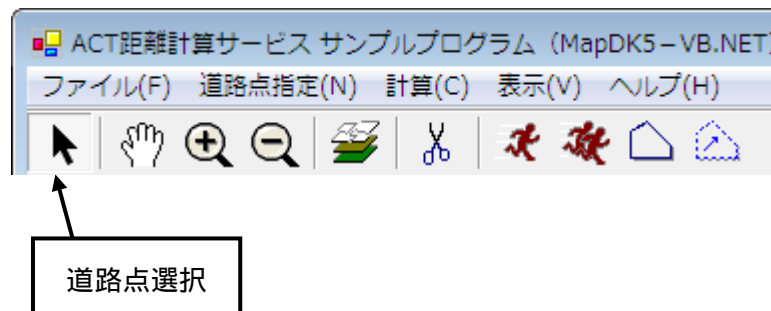 ACT距離計算サービス サンプルプログラム（MapDK5－VB.NET）
ファイル(F) 道路点指定(N) 計算(C) 表示(V) ヘルプ(H)
道路点選択